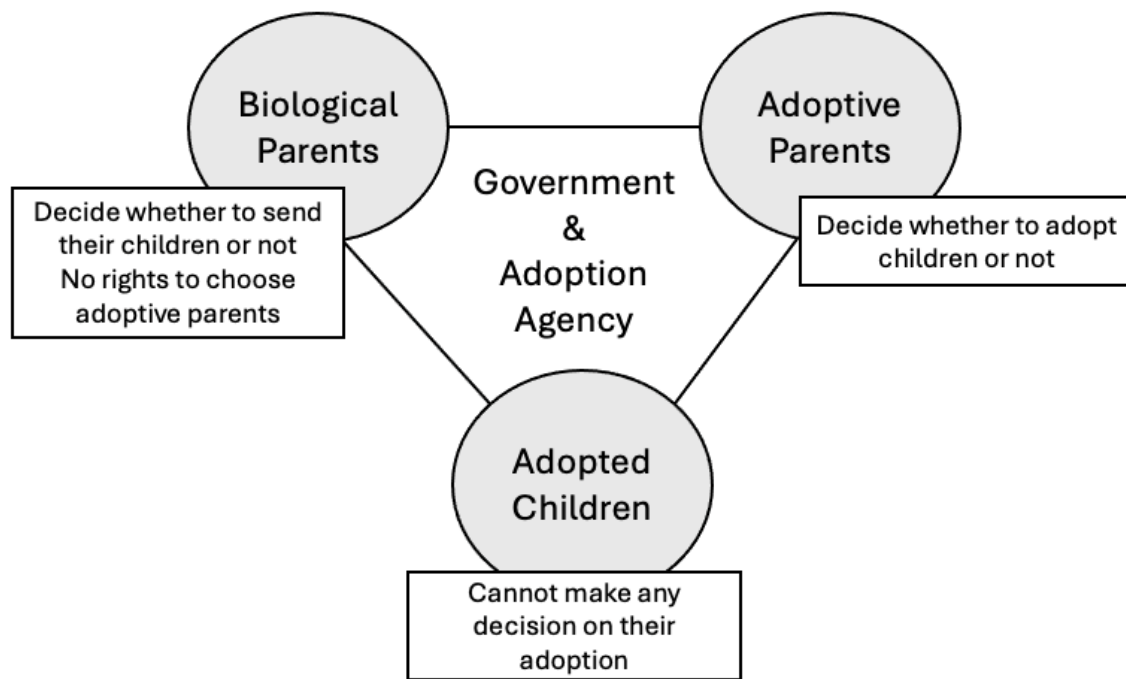 Biological
Parents
Adoptive
Parents
Government
&
Adoption
Agency
Decide whether to send
their children or not
No rights to choose
adoptive parents
Decide whether to adopt
children or not
Adopted
Children
Cannot make any
decision on their
adoption